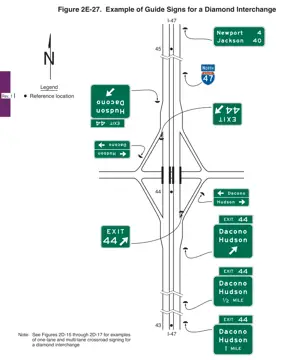 Figure 2E-27. Example of Guide Signs for a Diamond Interchange
I-47
N
45
Newport 4
Jackson 40
North
47
Legend
Reference location
Rev. 1
Dacono
Hudson
EXIT 44
EXIT
44
Dacono
Hudson
44
Dacono
Hudson
EXIT
44
EXIT 44
Dacono
Hudson
EXIT 44
Dacono
Hudson
½ MILE
EXIT 44
Dacono
Hudson
1 MILE
43
I-47
Note: See Figures 2D-15 through 2D-17 for examples
of one-lane and multi-lane crossroad signing for
a diamond interchange